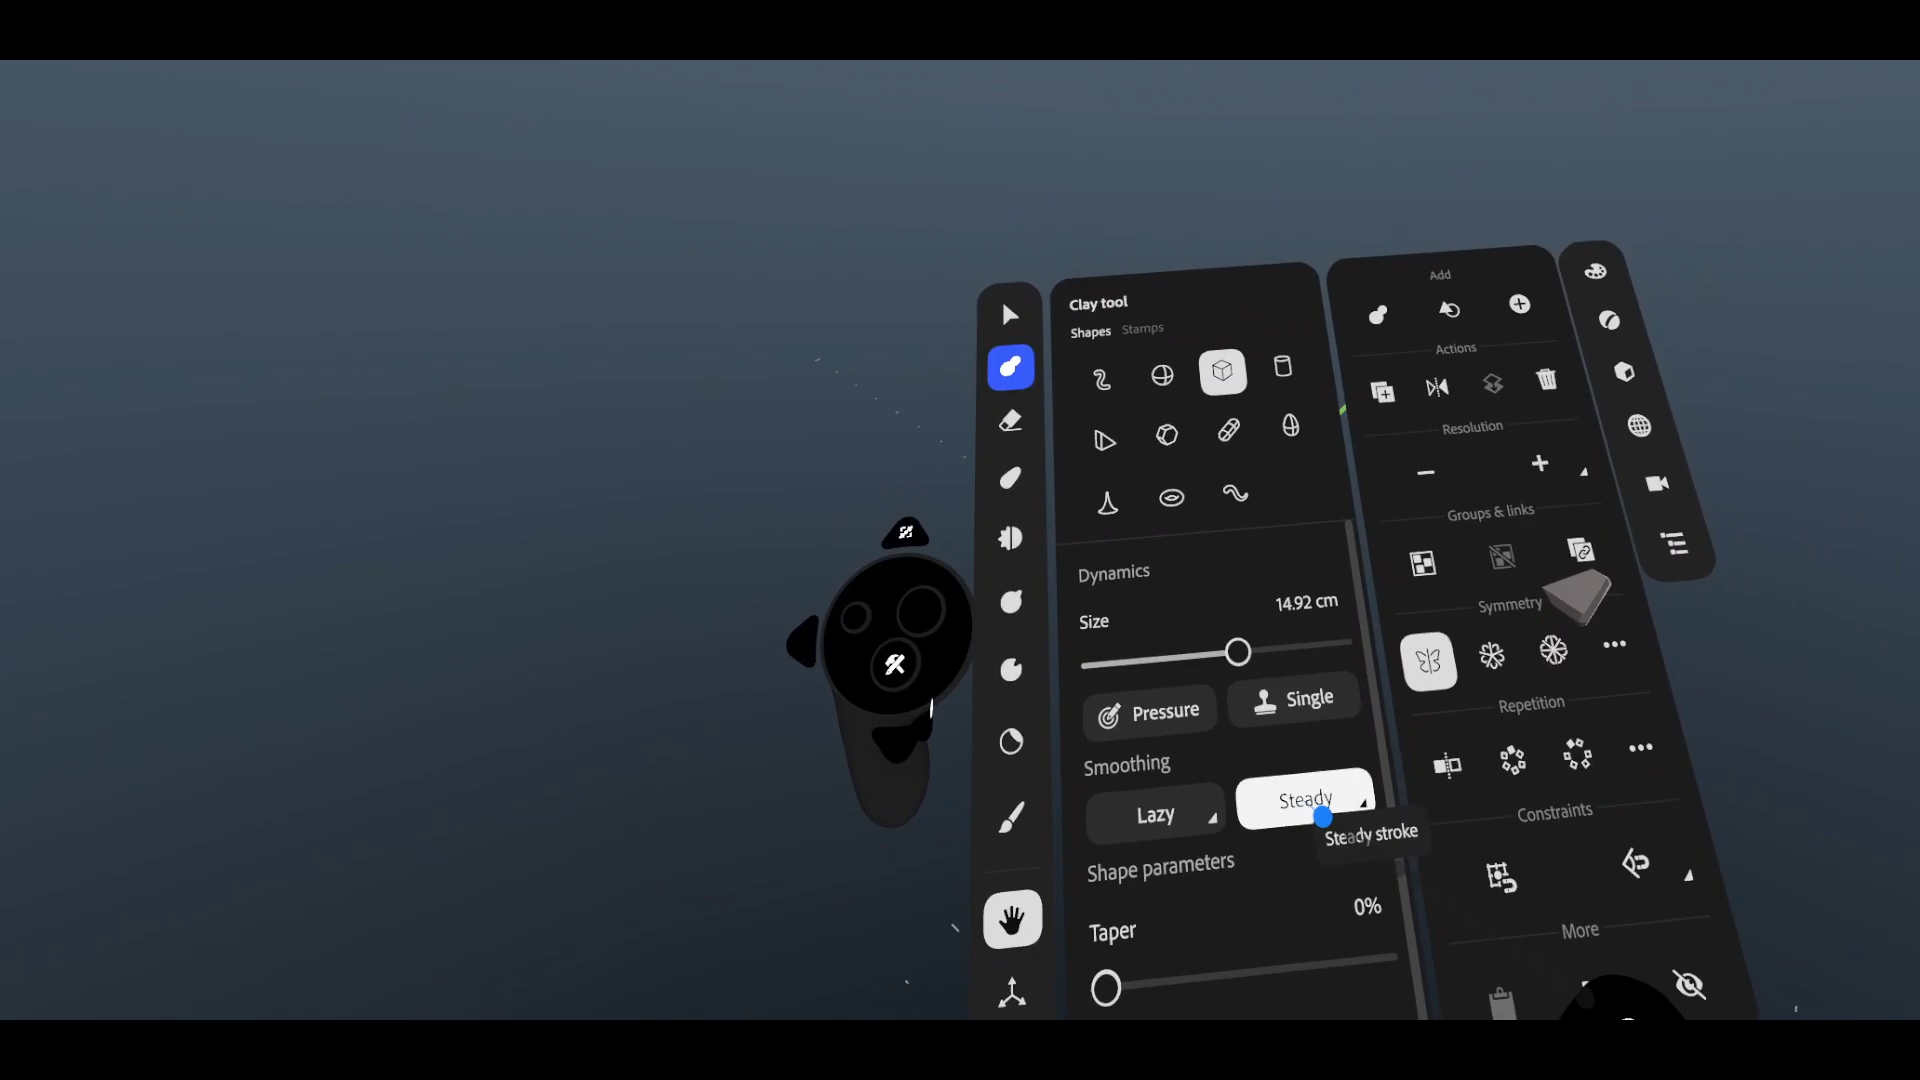 Clay tool
Shapes Stamps
Dynamics
Size 14.92 cm
Pressure Single
Smoothing
Lazy Steady
Steady stroke
Shape parameters
Taper 0%
Add
Actions
Resolution
Groups & links
Symmetry
Repetition
Constraints
More